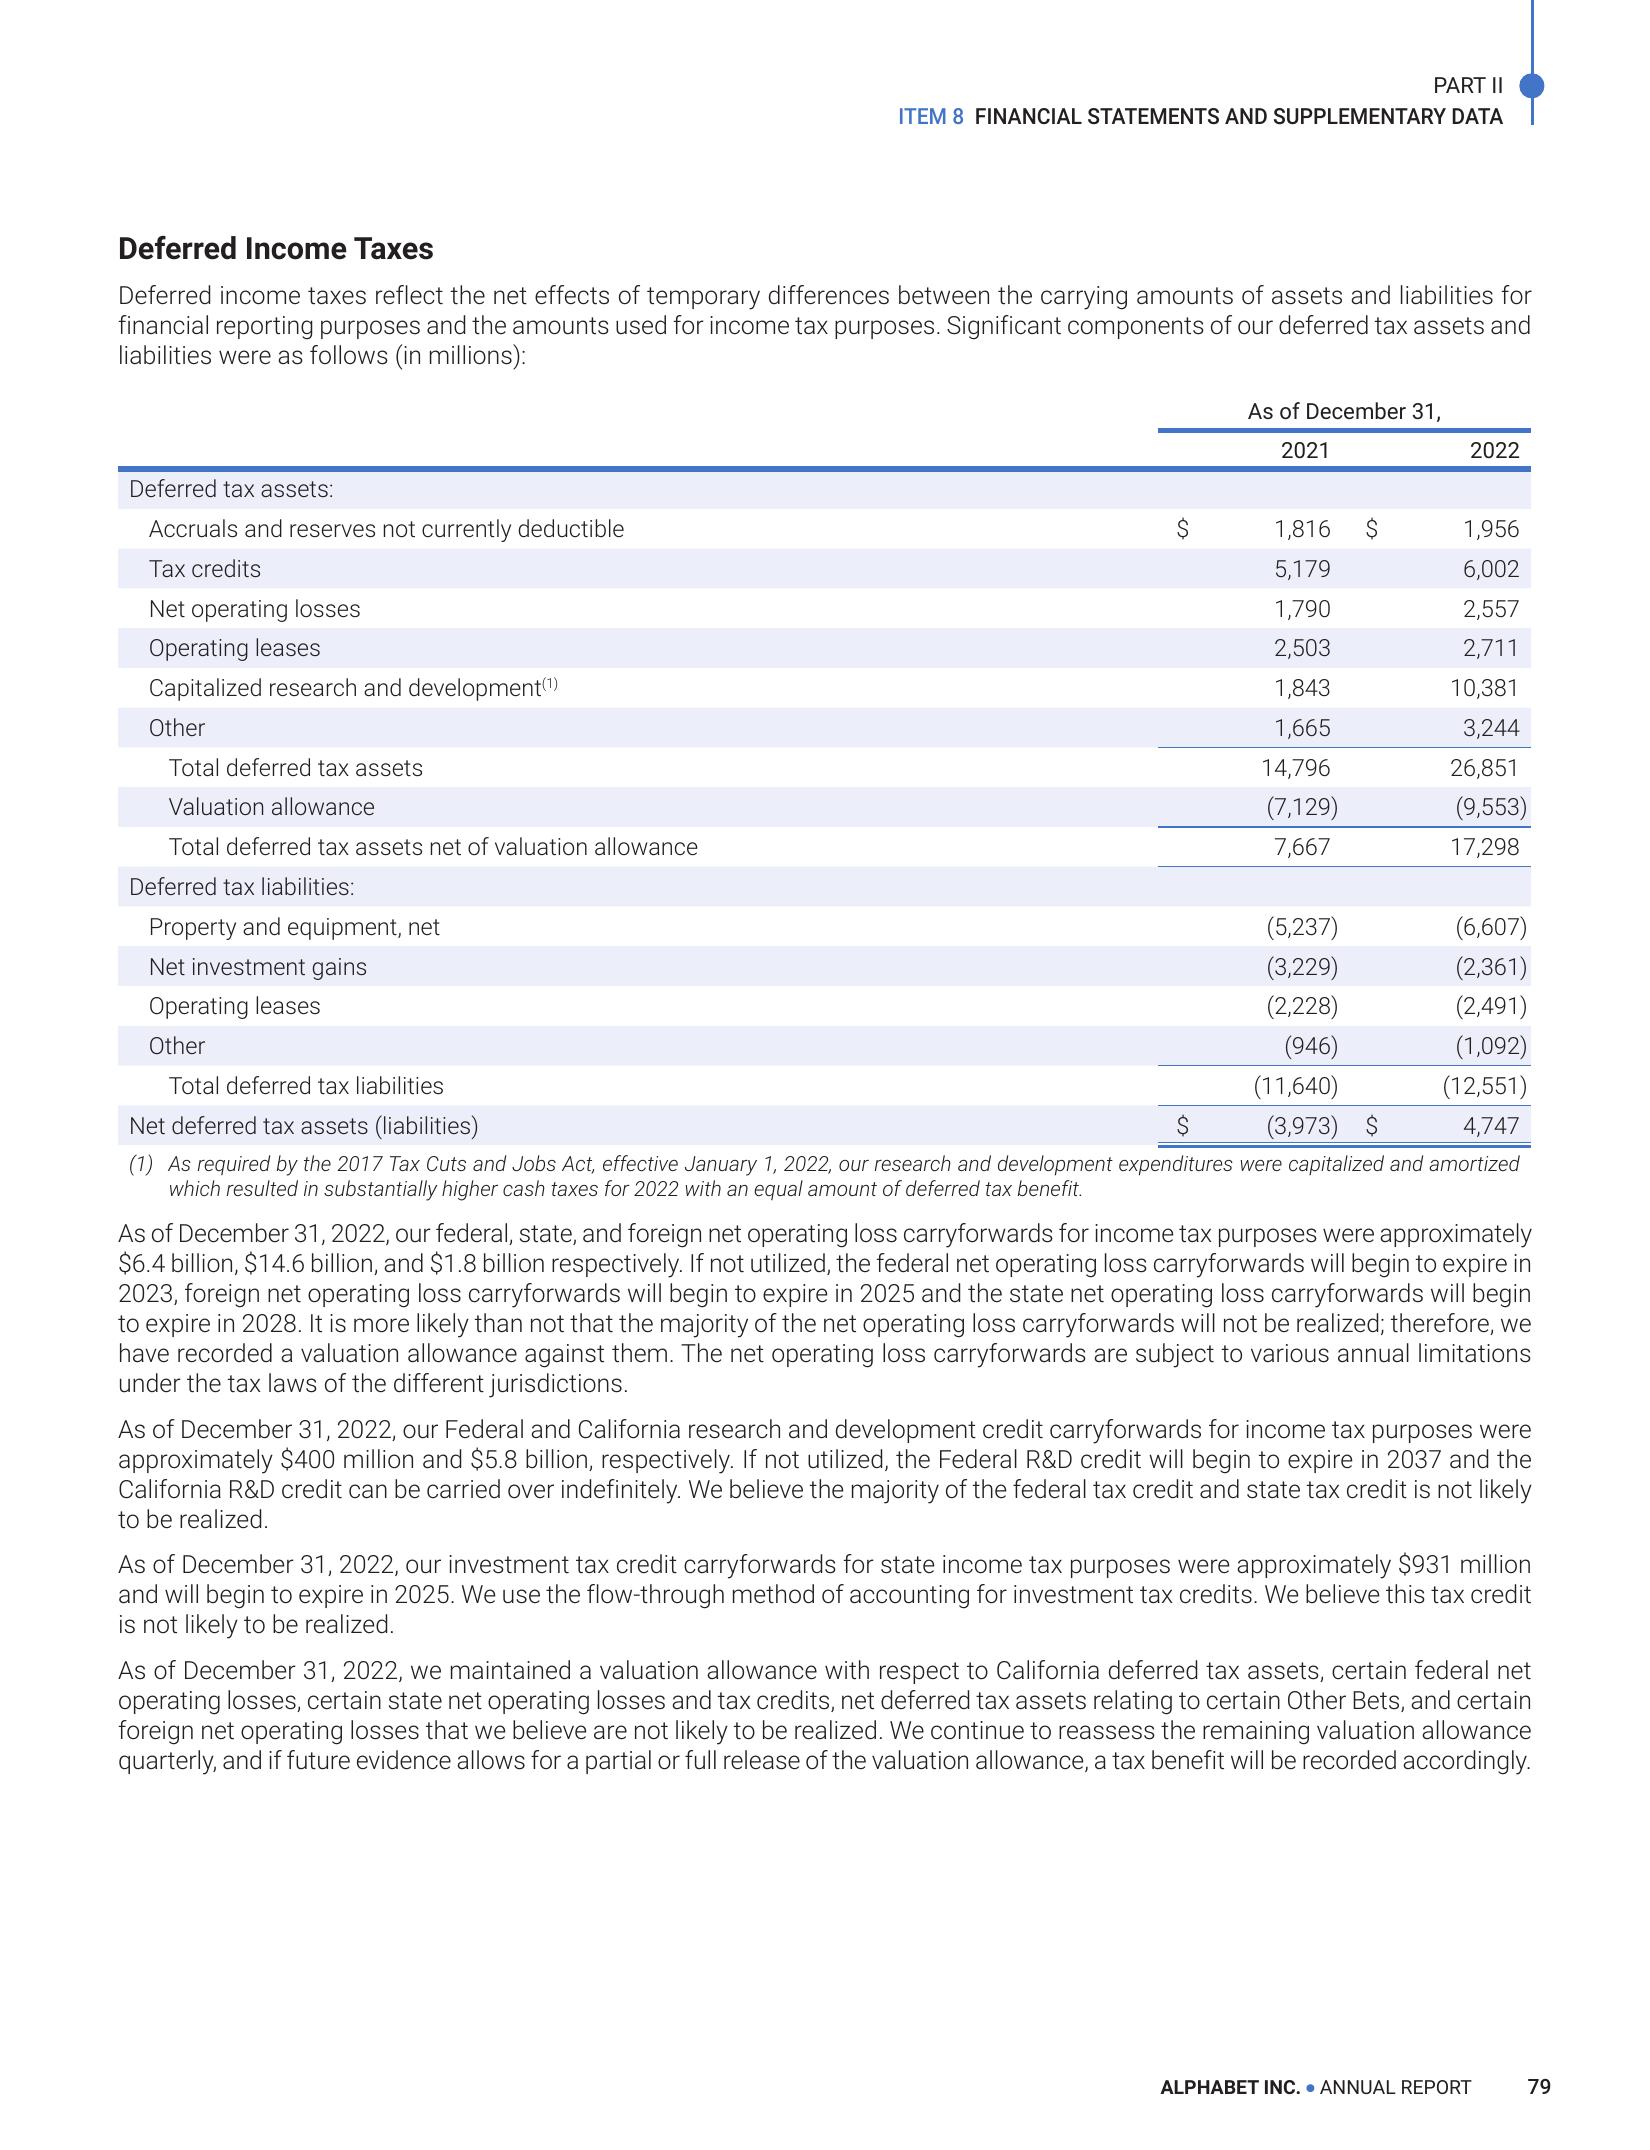 PART II
ITEM 8 FINANCIAL STATEMENTS AND SUPPLEMENTARY DATA
Deferred Income Taxes
Deferred income taxes reflect the net effects of temporary differences between the carrying amounts of assets and liabilities for
financial reporting purposes and the amounts used for income tax purposes. Significant components of our deferred tax assets and
liabilities were as follows (in millions):
As of December 31,
2021 2022
Deferred tax assets:
Accruals and reserves not currently deductible $ 1,816 $ 1,956
Tax credits 5,179 6,002
Net operating losses 1,790 2,557
Operating leases 2,503 2,711
Capitalized research and development(1) 1,843 10,381
Other 1,665 3,244
Total deferred tax assets 14,796 26,851
Valuation allowance (7,129) (9,553)
Total deferred tax assets net of valuation allowance 7,667 17,298
Deferred tax liabilities:
Property and equipment, net (5,237) (6,607)
Net investment gains (3,229) (2,361)
Operating leases (2,228) (2,491)
Other (946) (1,092)
Total deferred tax liabilities (11,640) (12,551)
Net deferred tax assets (liabilities) $ (3,973) $ 4,747
(1) As required by the 2017 Tax Cuts and Jobs Act, effective January 1, 2022, our research and development expenditures were capitalized and amortized
which resulted in substantially higher cash taxes for 2022 with an equal amount of deferred tax benefit.
As of December 31, 2022, our federal, state, and foreign net operating loss carryforwards for income tax purposes were approximately
$6.4 billion, $14.6 billion, and $1.8 billion respectively. If not utilized, the federal net operating loss carryforwards will begin to expire in
2023, foreign net operating loss carryforwards will begin to expire in 2025 and the state net operating loss carryforwards will begin
to expire in 2028. It is more likely than not that the majority of the net operating loss carryforwards will not be realized; therefore, we
have recorded a valuation allowance against them. The net operating loss carryforwards are subject to various annual limitations
under the tax laws of the different jurisdictions.
As of December 31, 2022, our Federal and California research and development credit carryforwards for income tax purposes were
approximately $400 million and $5.8 billion, respectively. If not utilized, the Federal R&D credit will begin to expire in 2037 and the
California R&D credit can be carried over indefinitely. We believe the majority of the federal tax credit and state tax credit is not likely
to be realized.
As of December 31, 2022, our investment tax credit carryforwards for state income tax purposes were approximately $931 million
and will begin to expire in 2025. We use the flow-through method of accounting for investment tax credits. We believe this tax credit
is not likely to be realized.
As of December 31, 2022, we maintained a valuation allowance with respect to California deferred tax assets, certain federal net
operating losses, certain state net operating losses and tax credits, net deferred tax assets relating to certain Other Bets, and certain
foreign net operating losses that we believe are not likely to be realized. We continue to reassess the remaining valuation allowance
quarterly, and if future evidence allows for a partial or full release of the valuation allowance, a tax benefit will be recorded accordingly.
ALPHABET INC. • ANNUAL REPORT 79